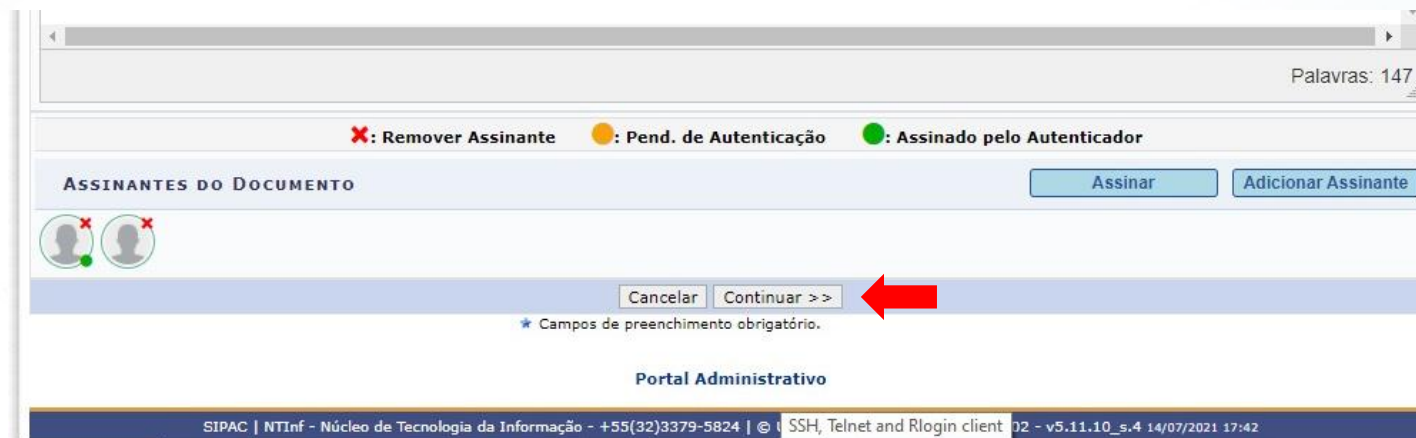 Palavras: 147
: Remover Assinante : Pend. de Autenticação : Assinado pelo Autenticador
ASSINANTES DO DOCUMENTO Assinar Adicionar Assinante
Cancelar Continuar >>
Campos de preenchimento obrigatório.
Portal Administrativo
SIPAC | NTInf - Núcleo de Tecnologia da Informação - +55(32)3379-5824 | © SSH, Telnet and Rlogin client - v5.11.10_s.4 14/07/2021 17:42